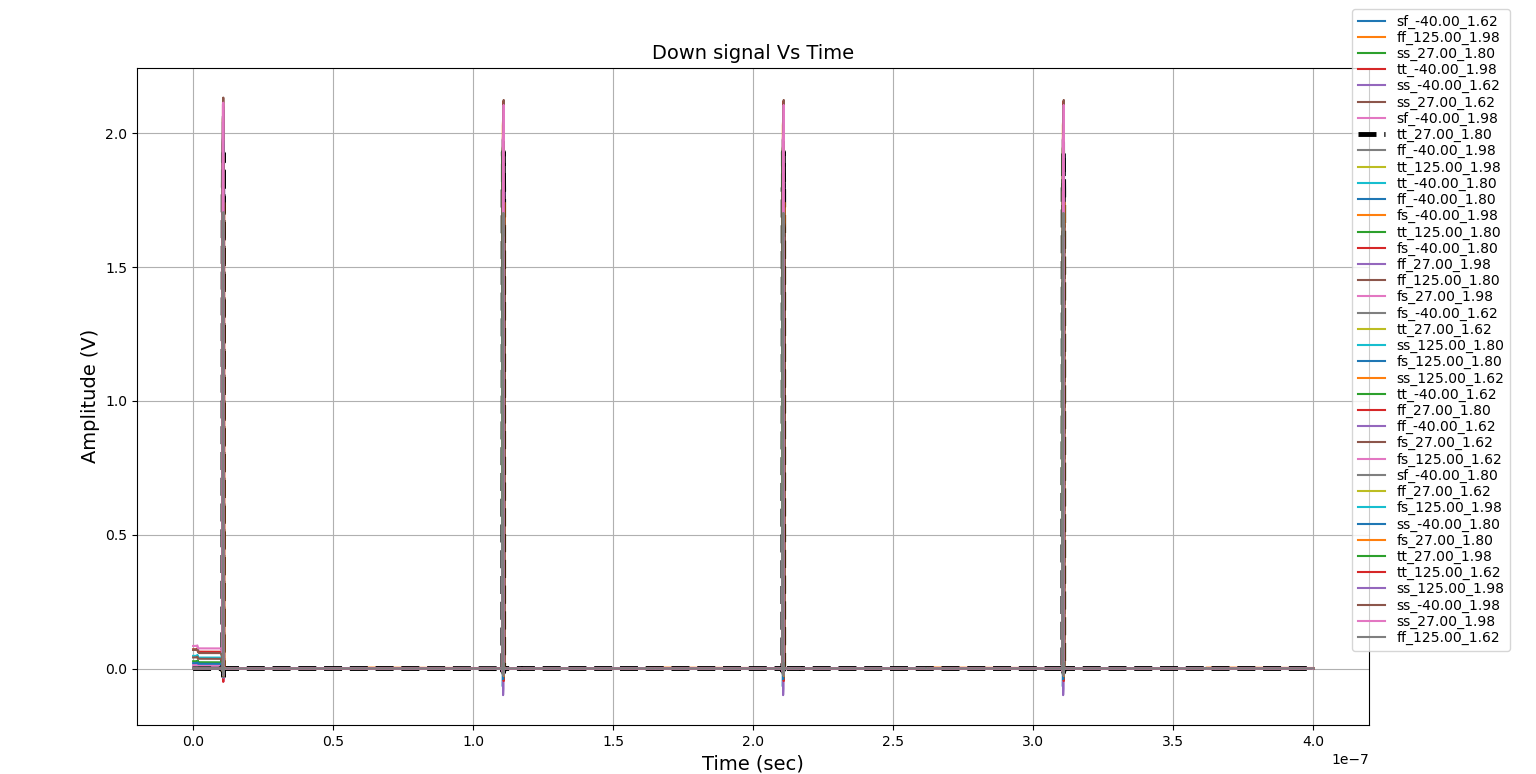 Down signal Vs Time
Amplitude (V)
2.0
1.5
1.0
0.5
0.0
0.0 0.5 1.0 1.5 2.0 2.5 3.0 3.5 4.0
1e−7
Time (sec)
sf_-40.00_1.62
ff_125.00_1.98
ss_27.00_1.80
tt_-40.00_1.98
ss_-40.00_1.62
ss_27.00_1.62
sf_-40.00_1.98
tt_27.00_1.80
ff_-40.00_1.98
tt_125.00_1.98
tt_-40.00_1.80
ff_-40.00_1.80
fs_-40.00_1.98
tt_125.00_1.80
fs_-40.00_1.80
ff_27.00_1.98
ff_125.00_1.80
fs_27.00_1.98
fs_-40.00_1.62
tt_27.00_1.62
ss_125.00_1.80
fs_125.00_1.80
ss_125.00_1.62
tt_-40.00_1.62
ff_27.00_1.80
ff_-40.00_1.62
fs_27.00_1.62
fs_125.00_1.62
sf_-40.00_1.80
ff_27.00_1.62
fs_125.00_1.98
ss_-40.00_1.80
fs_27.00_1.80
tt_27.00_1.98
tt_125.00_1.62
ss_125.00_1.98
ss_-40.00_1.98
ss_27.00_1.98
ff_125.00_1.62